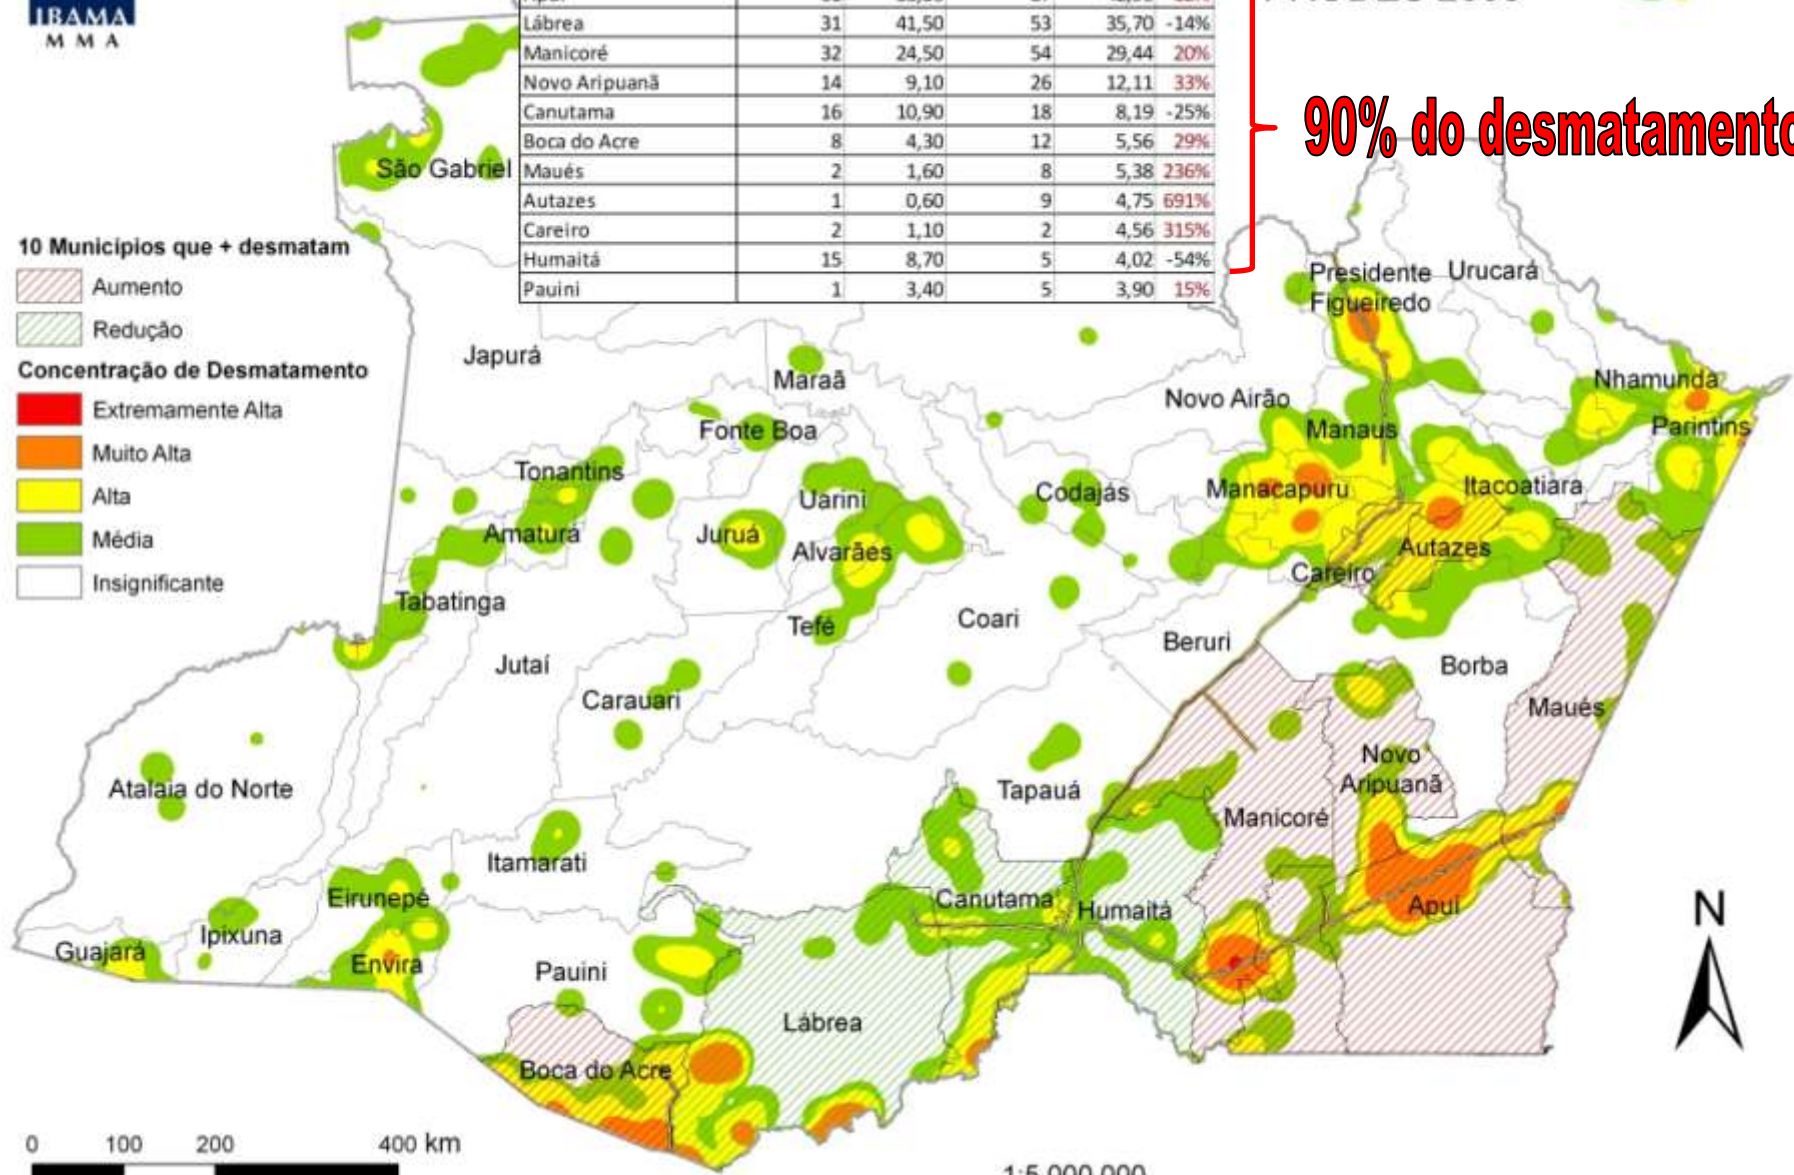 IBAMA
M M A
Lábrea 31 41,50 53 35,70 -14%
Manicoré 32 24,50 54 29,44 20%
Novo Aripuanã 14 9,10 26 12,11 33%
Canutama 16 10,90 18 8,19 -25%
Boca do Acre 8 4,30 12 5,56 29%
Maués 2 1,60 8 5,38 236%
Autazes 1 0,60 9 4,75 691%
Careiro 2 1,10 2 4,56 315%
Humaitá 15 8,70 5 4,02 -54%
Pauini 1 3,40 5 3,90 15%
90% do desmatamento
10 Municípios que + desmatam
Aumento
Redução
Concentração de Desmatamento
Extremamente Alta
Muito Alta
Alta
Média
Insignificante
São Gabriel
Presidente
Figueiredo
Urucará
Japurá
Maraã
Novo Airão
Nhamunda
Fonte Boa
Manaus
Parintins
Tonantins
Uarini
Codajás
Manacapuru
Itacoatiara
Amaturá
Juruá
Alvarães
Autazes
Careiro
Tabatinga
Tefé
Coari
Beruri
Jutaí
Borba
Carauari
Maués
Novo
Aripuanã
Atalaia do Norte
Tapauá
Manicoré
Itamarati
Eirunepé
Canutama
Humaitá
Apuí
Guajará
Ipixuna
Envira
Pauini
Lábrea
Boca do Acre
N
0 100 200 400 km
1:5.000.000